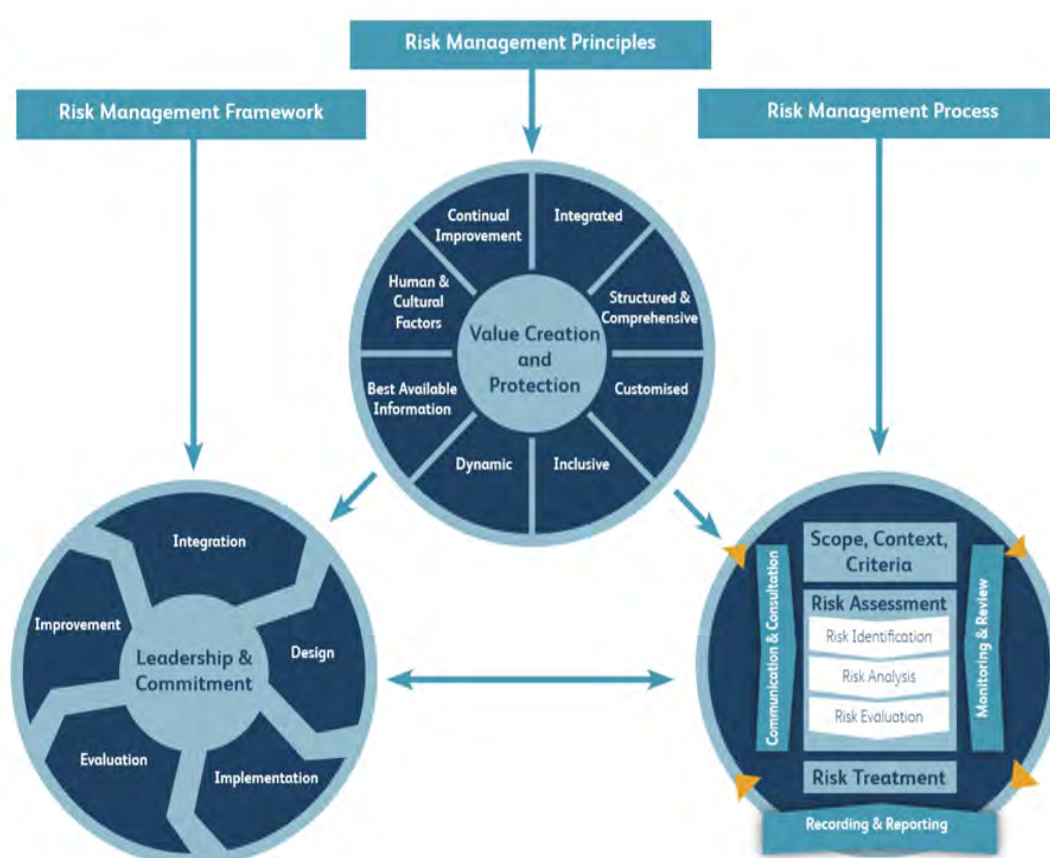 Risk Management Principles
Risk Management Framework
Risk Management Process
Continual
Improvement
Integrated
Human &
Cultural
Factors
Structured &
Comprehensive
Value Creation
and
Protection
Best Available
Information
Customised
Dynamic
Inclusive
Integration
Improvement
Design
Leadership &
Commitment
Evaluation
Implementation
Scope, Context,
Criteria
Communication & Consultation
Risk Assessment
Risk Identification
Risk Analysis
Risk Evaluation
Monitoring & Review
Risk Treatment
Recording & Reporting